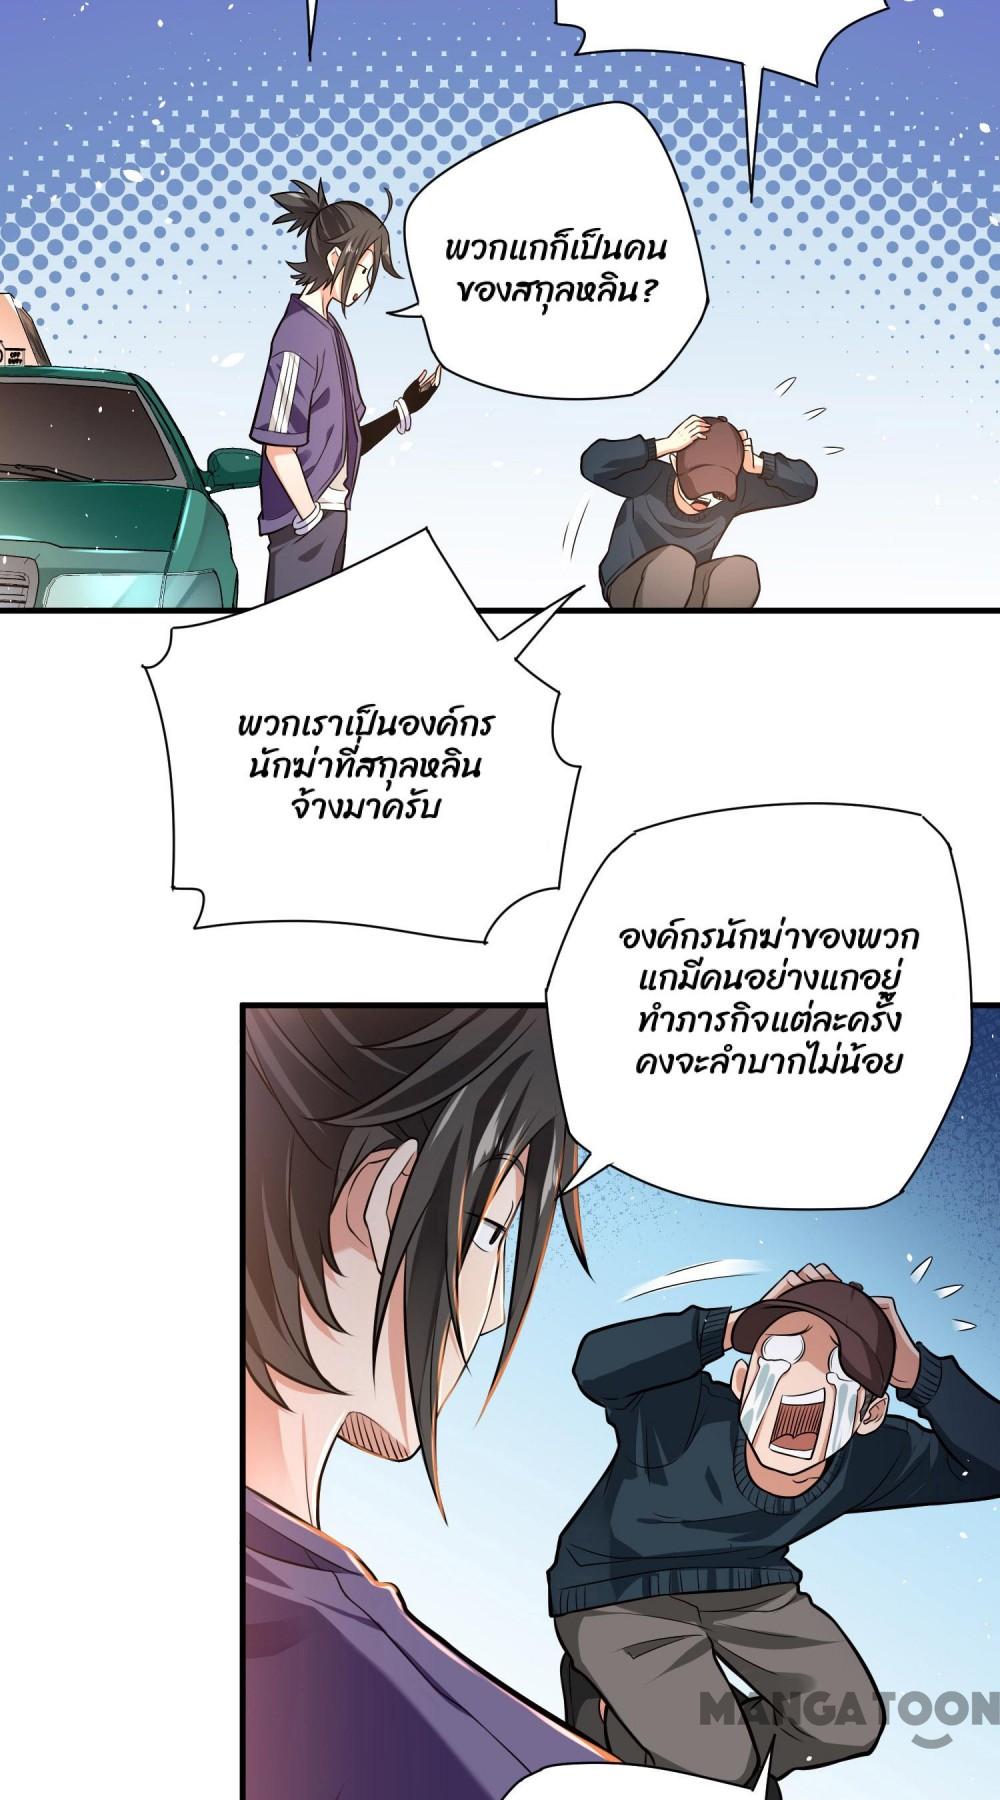 พวกแกก็เป็นคน
ของสกุลหลิน?
OFF
DUTY
พวกเราเป็นองค์กร
นักฆ่าที่สกุลหลิน
จ้างมาครับ
องค์กรนักฆ่าของพวก
แกมีคนอย่างแกอยู่
ทำภารกิจแต่ละครั้ง
คงจะลำบากไม่น้อย
MANGATOON